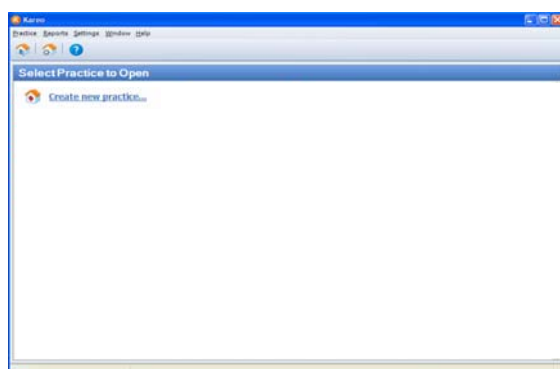 Kareo
Practice Reports Settings Window Help
Select Practice to Open
Create new practice...